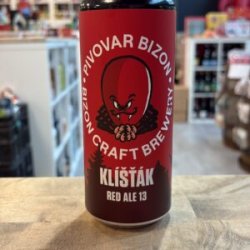 • PIVOVAR BIZON •
BIZON CRAFT BREWERY
KLÍŠŤÁK
RED ALE 13